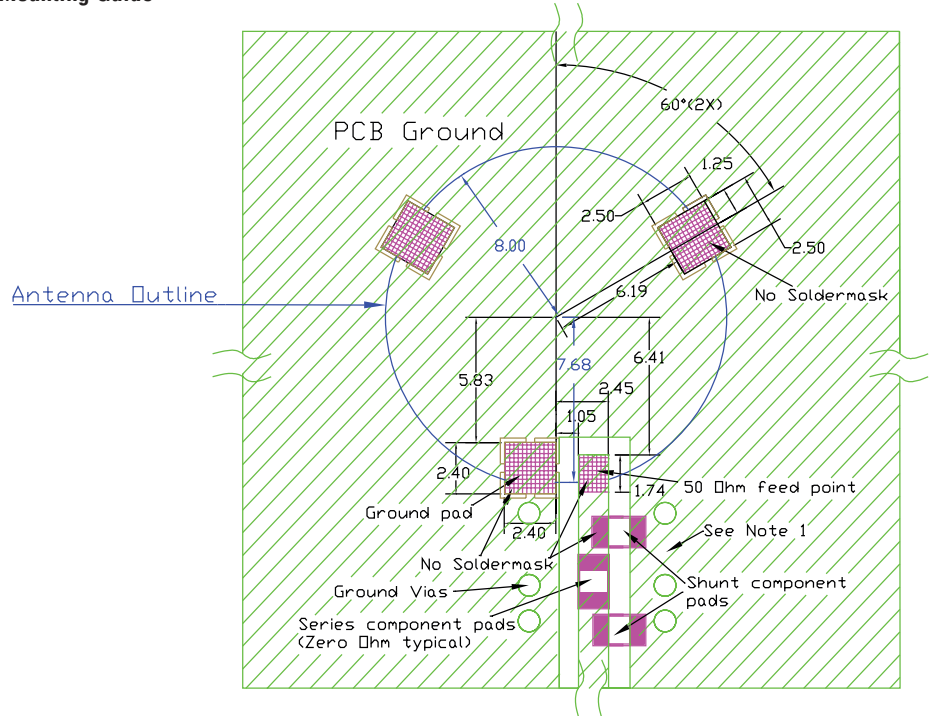 60°(2X)
PCB Ground
1.25
2.50
8.00
2.50
Antenna Outline
6.19
No Soldermask
7.68
6.41
5.83
2.45
1.05
2.40
1.74
50 Ohm feed point
Ground pad
2.40
See Note 1
No Soldermask
Ground Vias
Shunt component
pads
Series component pads
(Zero Ohm typical)